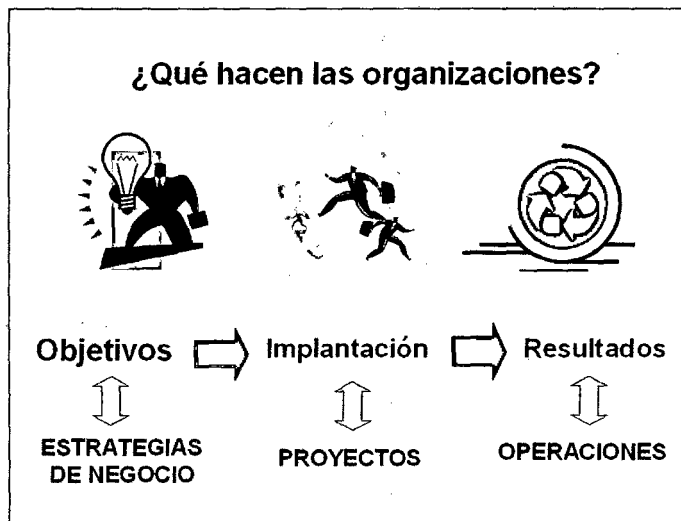 ¿Qué hacen las organizaciones?
Objetivos
Implantación
Resultados
ESTRATEGIAS
DE NEGOCIO
PROYECTOS
OPERACIONES